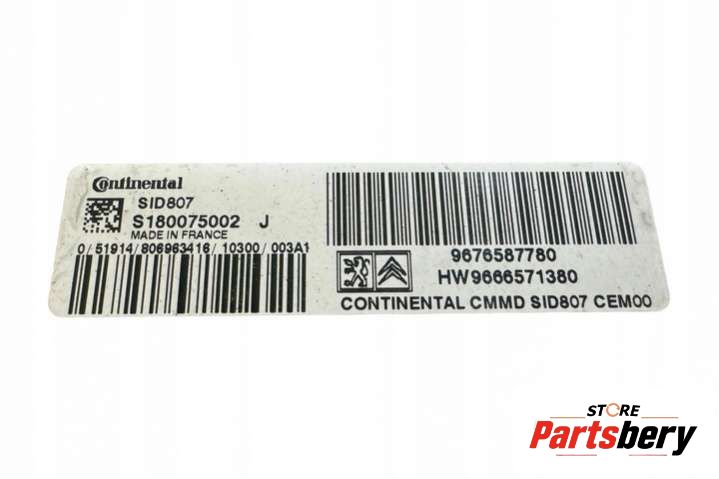 Continental
SID807
S180075002 J
MADE IN FRANCE
0/51914/806963416/10300/003A1
9676587780
HW9666571380
CONTINENTAL CMMD SID807 CEM00
STORE
Partsbery